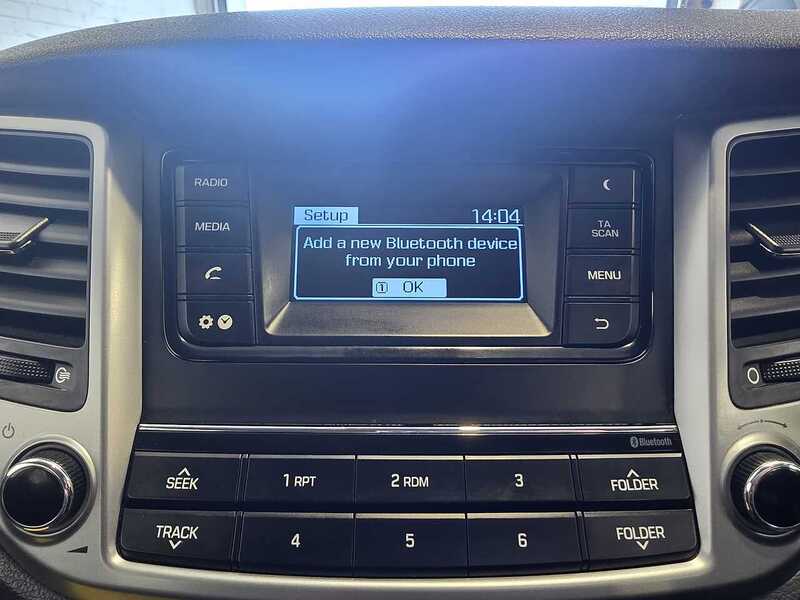 RADIO
MEDIA
Setup 14:04
Add a new Bluetooth device
from your phone
1 OK
TA
SCAN
MENU
Bluetooth
SEEK
1 RPT
2 RDM
3
FOLDER
TRACK
4
5
6
FOLDER